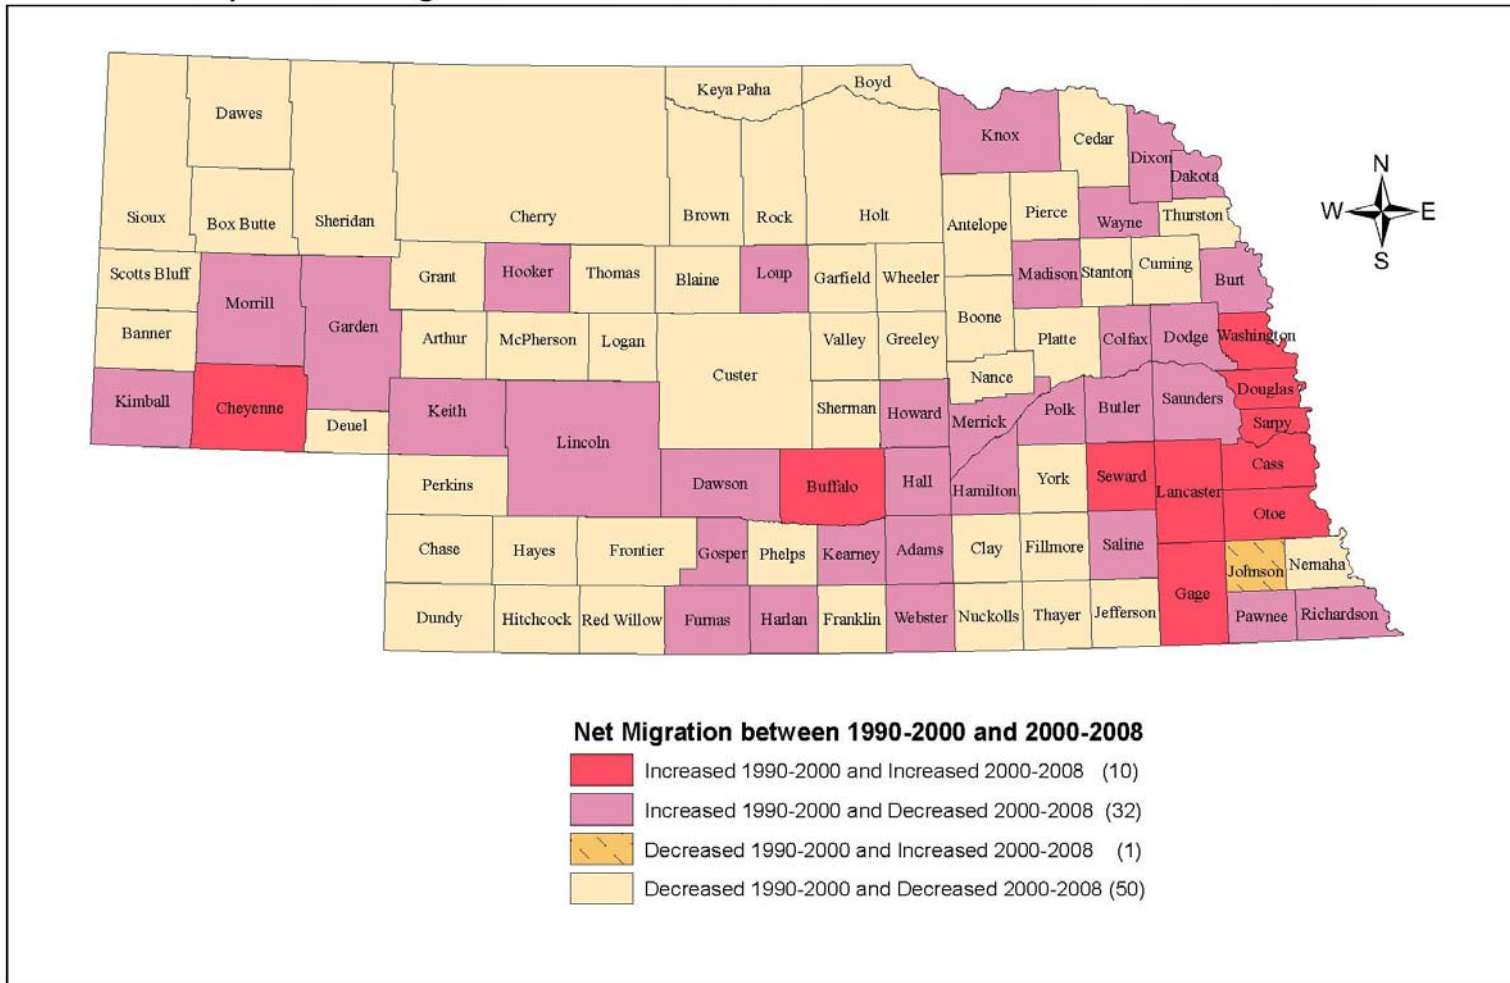 Keya Paha
Boyd
Dawes
Knox
Cedar
Dixon
Dakota
N
W E
S
Sioux
Box Butte
Sheridan
Cherry
Brown
Rock
Holt
Antelope
Pierce
Wayne
Thurston
Scotts Bluff
Morrill
Garden
Grant
Hooker
Thomas
Blaine
Loup
Garfield
Wheeler
Madison
Stanton
Cuming
Burt
Banner
Arthur
McPherson
Logan
Custer
Valley
Greeley
Boone
Platte
Colfax
Dodge
Washington
Nance
Douglas
Kimball
Cheyenne
Deuel
Keith
Lincoln
Sherman
Howard
Merrick
Polk
Butler
Saunders
Sarpy
Perkins
Dawson
Buffalo
Hall
Hamilton
York
Seward
Lancaster
Cass
Otoe
Chase
Hayes
Frontier
Gosper
Phelps
Kearney
Adams
Clay
Fillmore
Saline
Johnson
Nemaha
Dundy
Hitchcock
Red Willow
Furnas
Harlan
Franklin
Webster
Nuckolls
Thayer
Jefferson
Gage
Pawnee
Richardson
Net Migration between 1990-2000 and 2000-2008
Increased 1990-2000 and Increased 2000-2008 (10)
Increased 1990-2000 and Decreased 2000-2008 (32)
Decreased 1990-2000 and Increased 2000-2008 (1)
Decreased 1990-2000 and Decreased 2000-2008 (50)